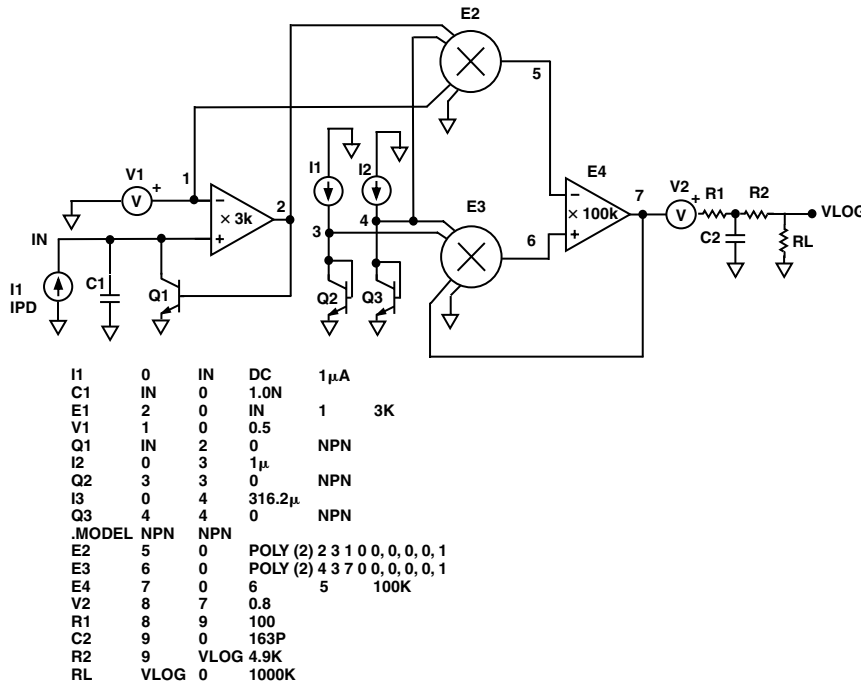 E2
5
I1
I2
V1
1
V
+
−
× 3k
+
2
E3
E4
−
× 100k
+
7
V2
+
V
R1
R2
VLOG
3
4
6
C2
RL
IN
I1
IPD
C1
Q1
Q2
Q3
I1 0 IN DC 1µA
C1 IN 0 1.0N
E1 2 0 IN 1 3K
V1 1 0 0.5
Q1 IN 2 0 NPN
I2 0 3 1µ
Q2 3 3 0 NPN
I3 0 4 316.2µ
Q3 4 4 0 NPN
.MODEL NPN NPN
E2 5 0 POLY (2) 2 3 1 0 0, 0, 0, 0, 1
E3 6 0 POLY (2) 4 3 7 0 0, 0, 0, 0, 1
E4 7 0 6 5 100K
V2 8 7 0.8
R1 8 9 100
C2 9 0 163P
R2 9 VLOG 4.9K
RL VLOG 0 1000K